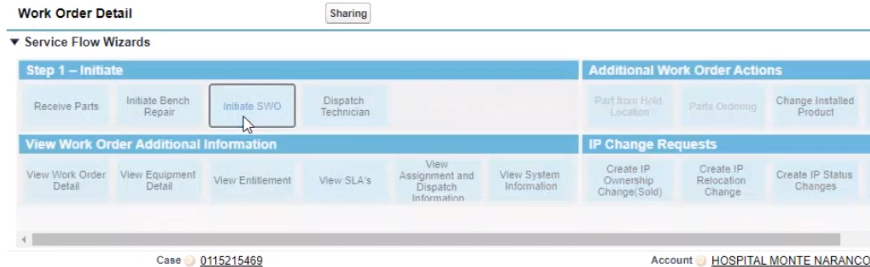 Work Order Detail
Sharing
Service Flow Wizards
Step 1 – Initiate
Additional Work Order Actions
Receive Parts
Initiate Bench
Repair
Initiate SWO
Dispatch
Technician
Part from Hold
Location
Parts Ordering
Change Installed
Product
View Work Order Additional Information
IP Change Requests
View Work Order
Detail
View Equipment
Detail
View Entitlement
View SLA's
View
Assignment and
Dispatch
Information
View System
Information
Create IP
Ownership
Change(Sold)
Create IP
Relocation
Change
Create IP Status
Changes
Case 0115215469
Account HOSPITAL MONTE NARANCO